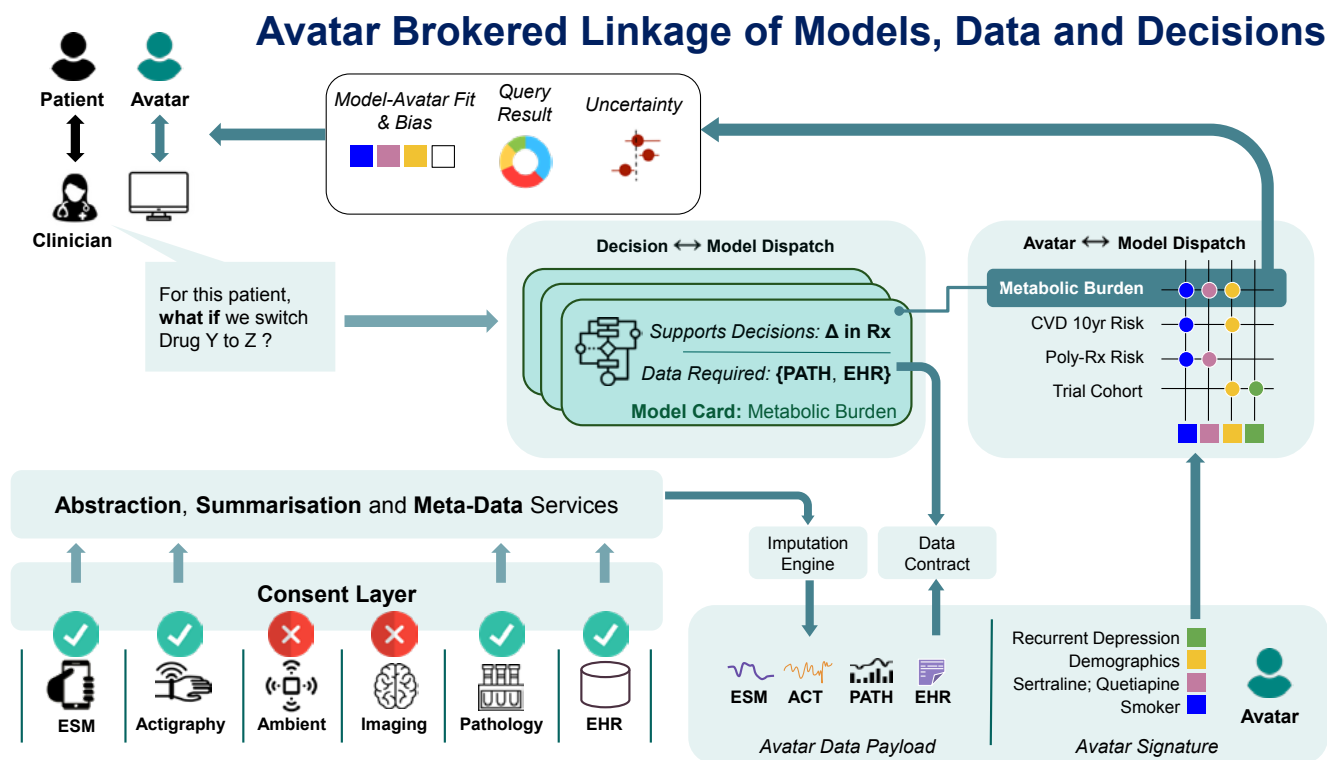 Avatar Brokered Linkage of Models, Data and Decisions
Patient
Avatar
Clinician
Model-Avatar Fit
& Bias
Query
Result
Uncertainty
For this patient,
what if we switch
Drug Y to Z ?
Decision ⟷ Model Dispatch
Supports Decisions: Δ in Rx
Data Required: {PATH, EHR}
Model Card: Metabolic Burden
Avatar ⟷ Model Dispatch
Metabolic Burden
CVD 10yr Risk
Poly-Rx Risk
Trial Cohort
Abstraction, Summarisation and Meta-Data Services
Consent Layer
ESM
Actigraphy
Ambient
Imaging
Pathology
EHR
Imputation
Engine
Data
Contract
ESM
ACT
PATH
EHR
Avatar Data Payload
Recurrent Depression
Demographics
Sertraline; Quetiapine
Smoker
Avatar
Avatar Signature